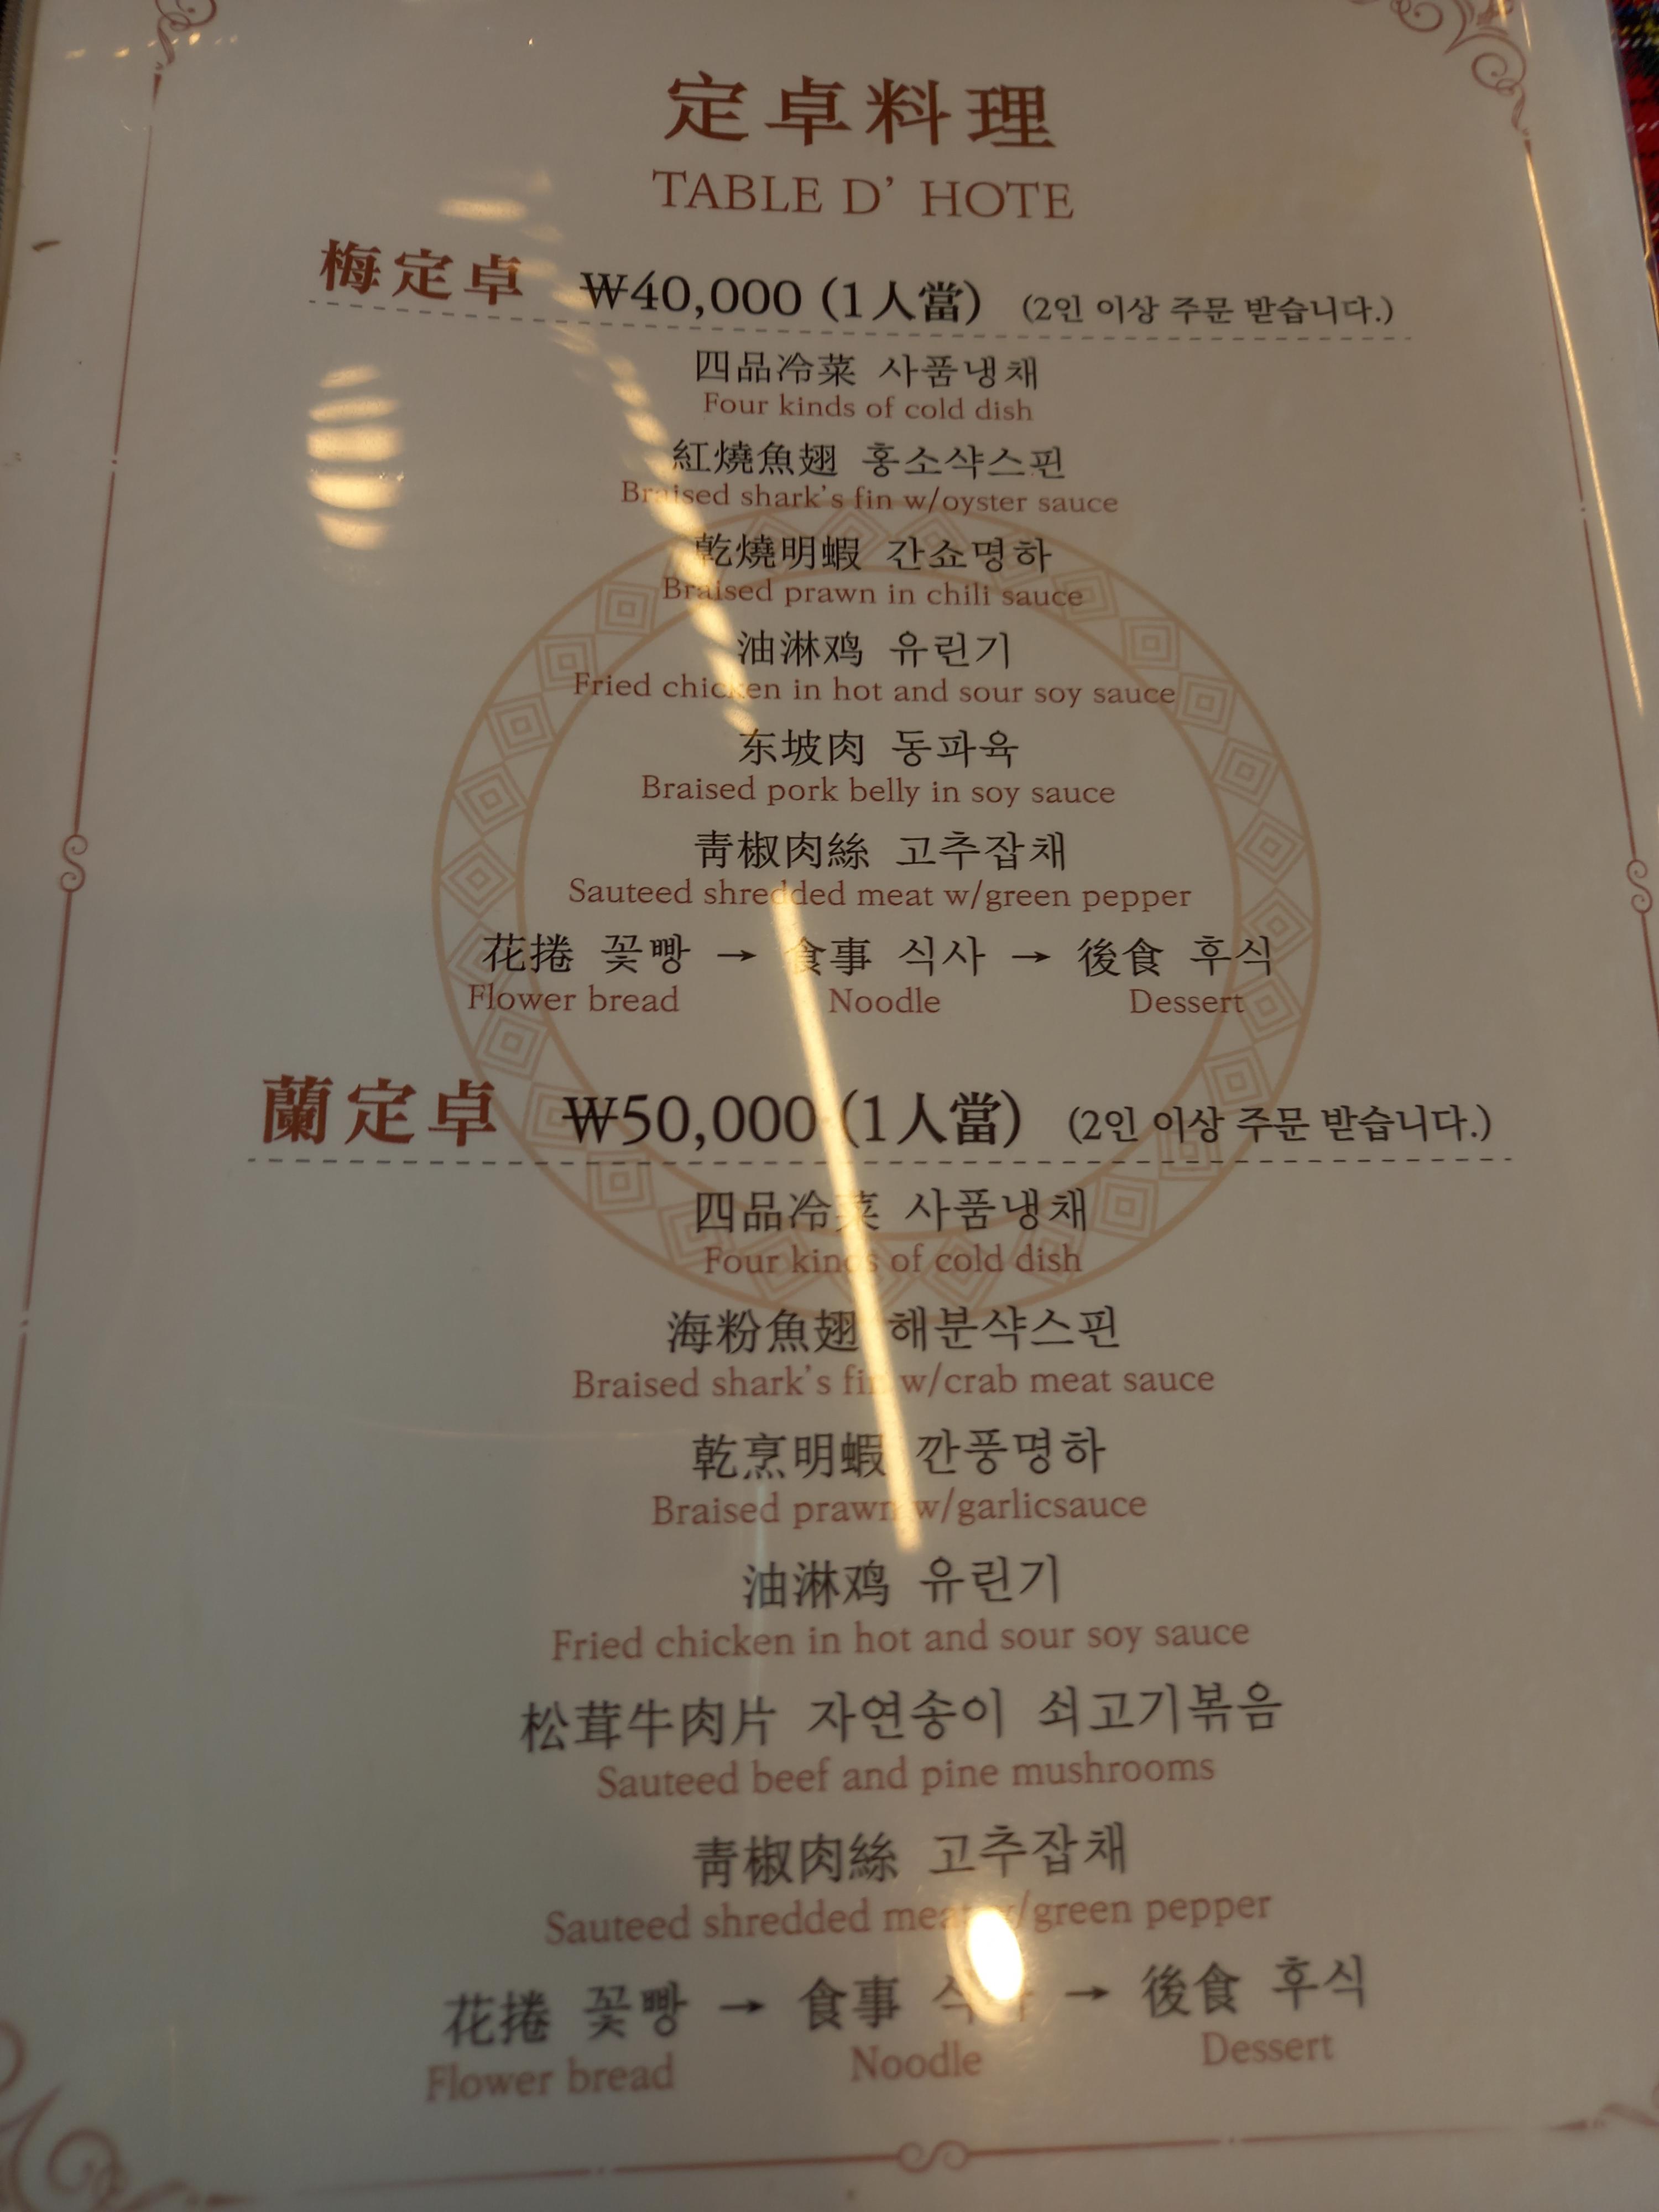 定卓料理
TABLE D' HOTE
梅定卓 ₩40,000 (1人當) (2인 이상 주문 받습니다.)
四品冷菜 사품냉채
Four kinds of cold dish
紅燒魚翅 홍소샥스핀
Braised shark's fin w/oyster sauce
乾燒明蝦 간쇼명하
Braised prawn in chili sauce
油淋鸡 유린기
Fried chicken in hot and sour soy sauce
东坡肉 동파육
Braised pork belly in soy sauce
靑椒肉絲 고추잡채
Sauteed shredded meat w/green pepper
花捲 꽃빵 → 食事 식사 → 後食 후식
Flower bread Noodle Dessert
蘭定卓 ₩50,000 (1人當) (2인 이상 주문 받습니다.)
四品冷菜 사품냉채
Four kinds of cold dish
海粉魚翅 해분샥스핀
Braised shark's fin w/crab meat sauce
乾烹明蝦 깐풍명하
Braised prawn w/garlicsauce
油淋鸡 유린기
Fried chicken in hot and sour soy sauce
松茸牛肉片 자연송이 쇠고기볶음
Sauteed beef and pine mushrooms
靑椒肉絲 고추잡채
Sauteed shredded meat w/green pepper
花捲 꽃빵 → 食事 식사 → 後食 후식
Flower bread Noodle Dessert